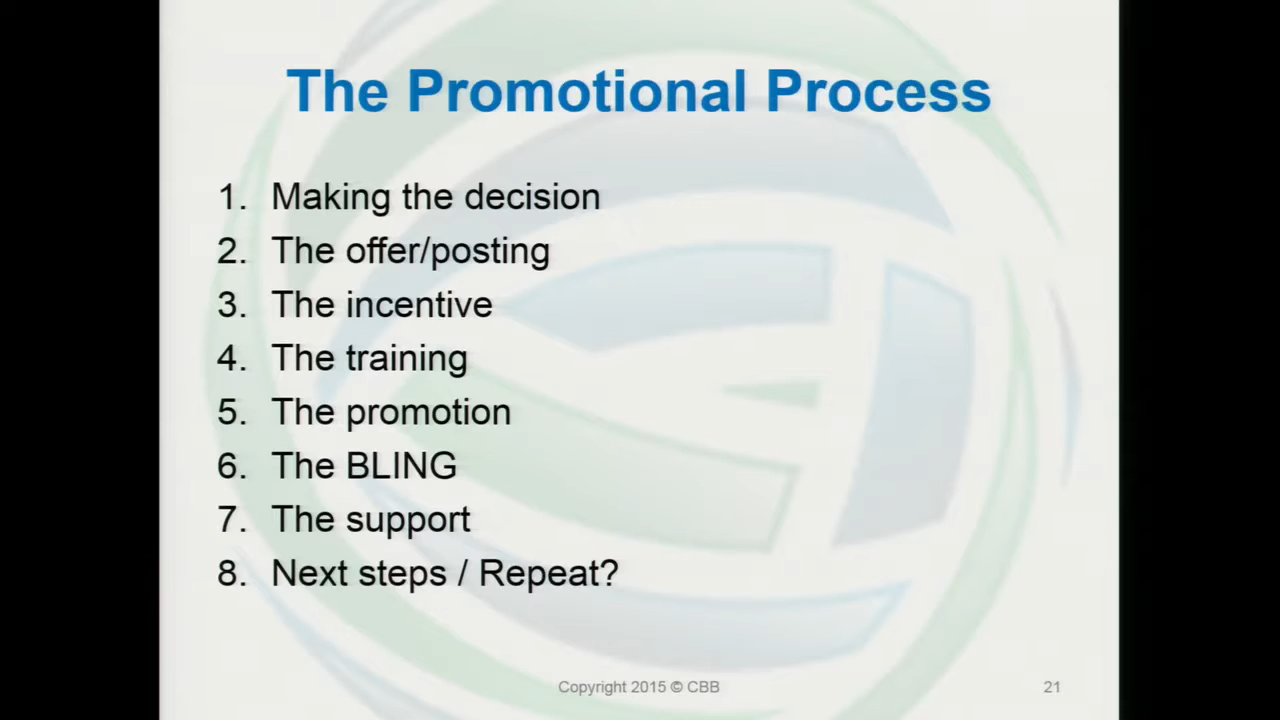 The Promotional Process
1. Making the decision
2. The offer/posting
3. The incentive
4. The training
5. The promotion
6. The BLING
7. The support
8. Next steps / Repeat?
Copyright 2015 © CBB
21